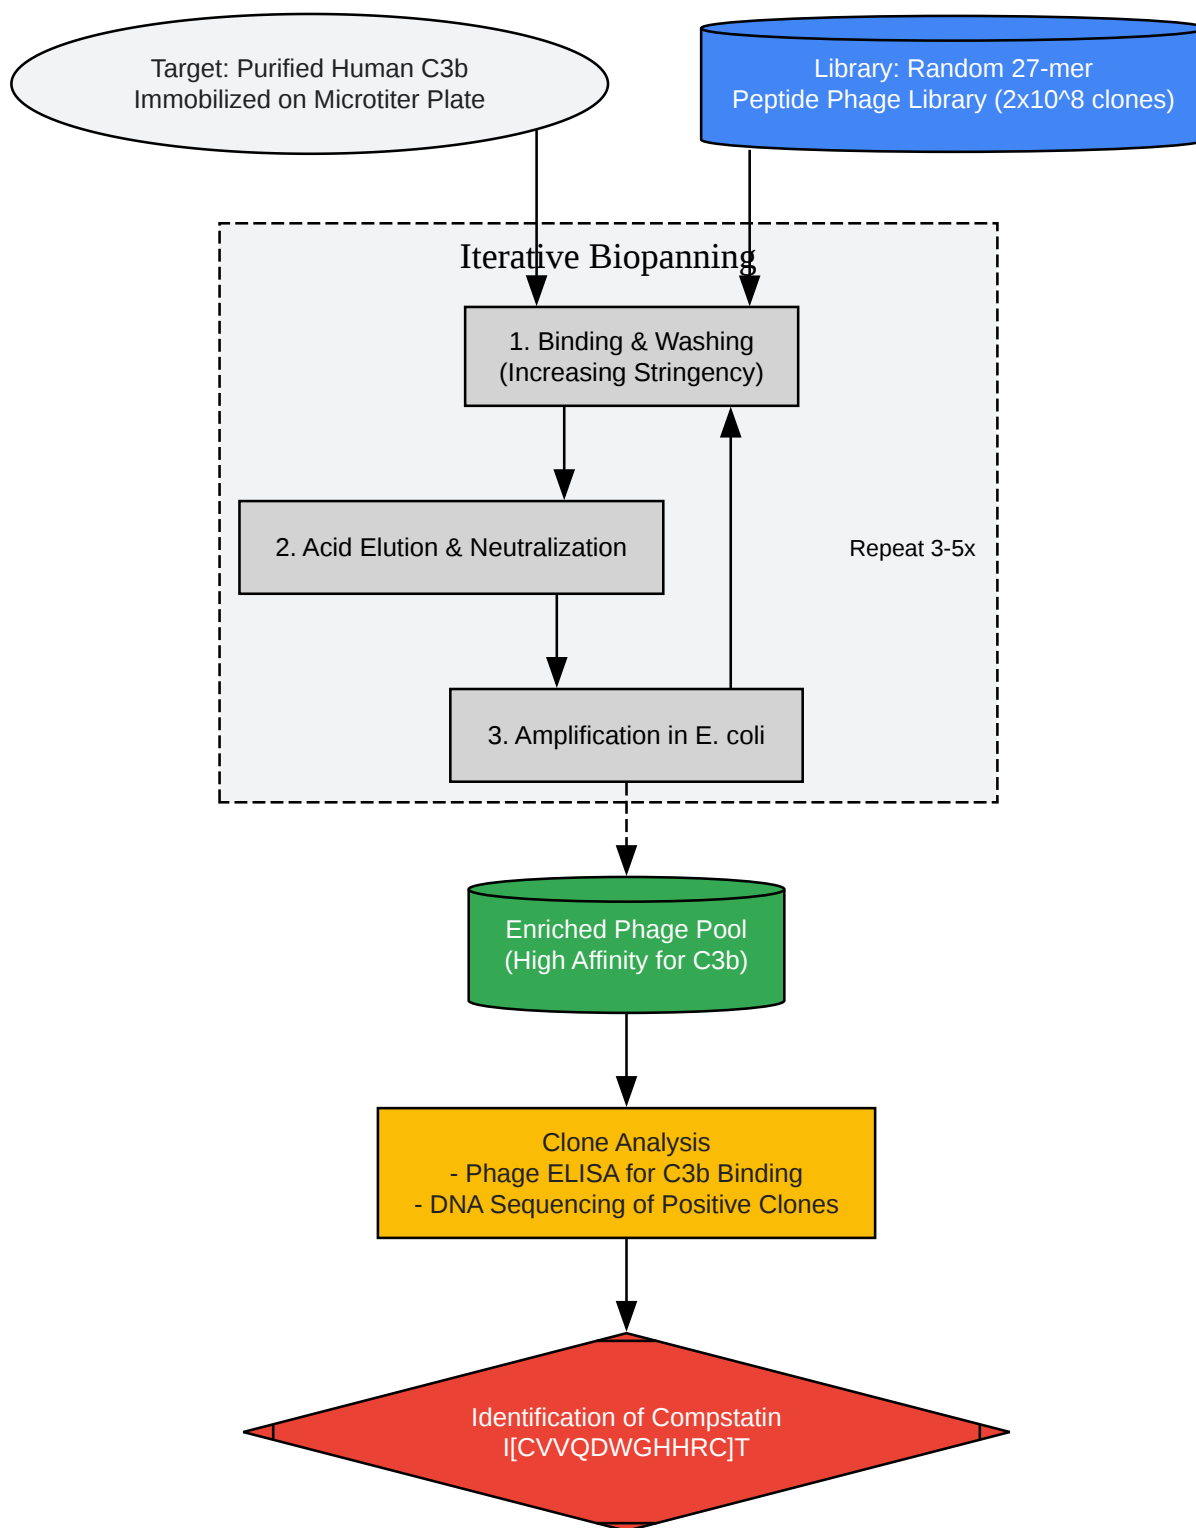 Target: Purified Human C3b
Immobilized on Microtiter Plate
Library: Random 27-mer
Peptide Phage Library (2x10^8 clones)
Iterative Biopanning
1. Binding & Washing
(Increasing Stringency)
2. Acid Elution & Neutralization
Repeat 3-5x
3. Amplification in E. coli
Enriched Phage Pool
(High Affinity for C3b)
Clone Analysis
- Phage ELISA for C3b Binding
- DNA Sequencing of Positive Clones
Identification of Compstatin
I[CVVQDWGHHRC]T